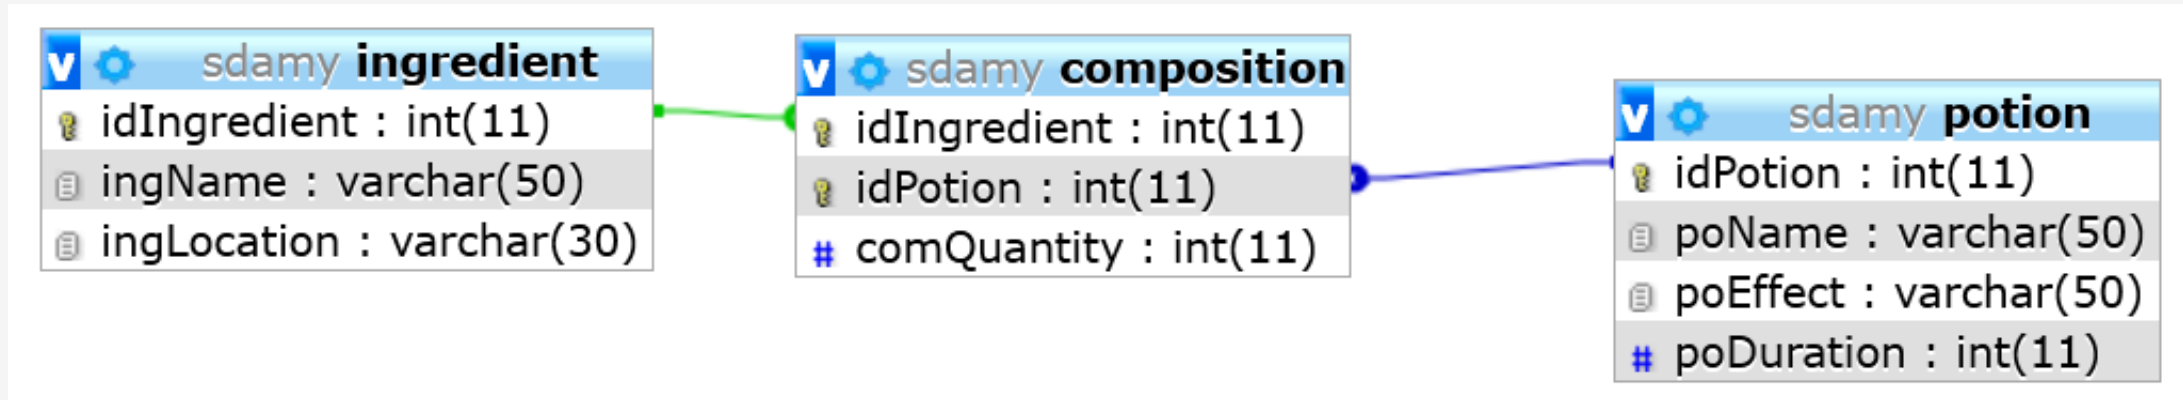 v sdamy ingredient
idIngredient : int(11)
ingName : varchar(50)
ingLocation : varchar(30)
v sdamy composition
idIngredient : int(11)
idPotion : int(11)
# comQuantity : int(11)
v sdamy potion
idPotion : int(11)
poName : varchar(50)
poEffect : varchar(50)
# poDuration : int(11)